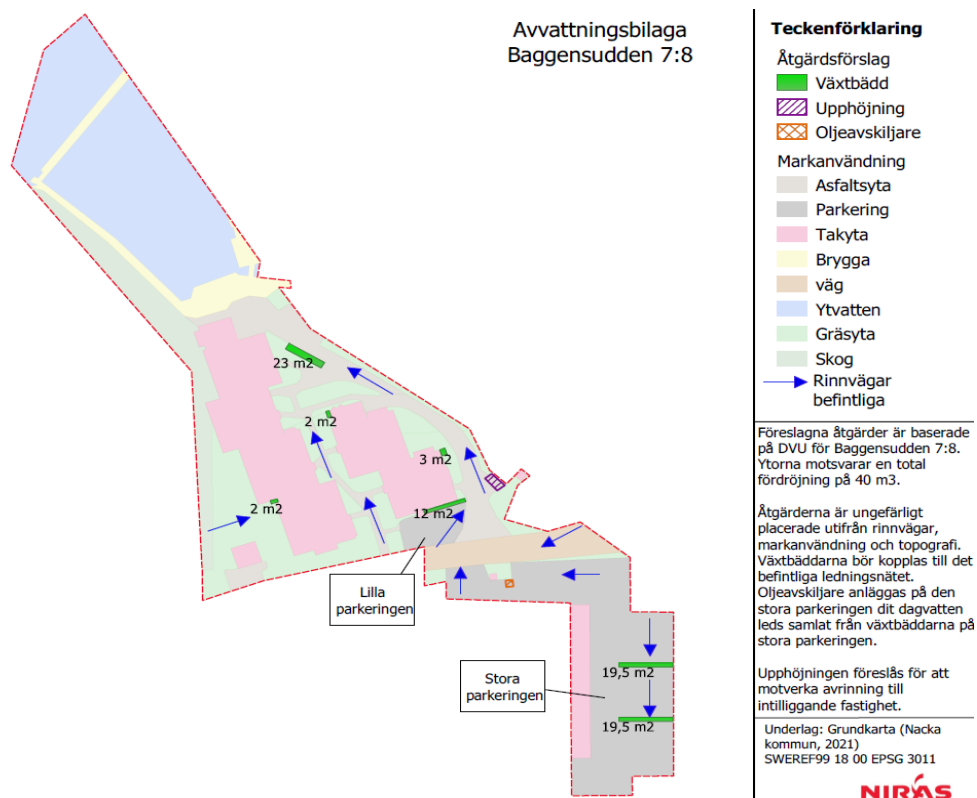 Avvattningsbilaga
Baggensudden 7:8
23 m2
2 m2
3 m2
2 m2
12 m2
Lilla
parkeringen
Stora
parkeringen
19,5 m2
19,5 m2
Teckenförklaring
Åtgärdsförslag
Växtbädd
Upphöjning
Oljeavskiljare
Markanvändning
Asfaltsyta
Parkering
Takyta
Brygga
väg
Ytvatten
Gräsyta
Skog
Rinnvägar
befintliga
Föreslagna åtgärder är baserade
på DVU för Baggensudden 7:8.
Ytorna motsvarar en total
fördröjning på 40 m3.
Åtgärderna är ungefärligt
placerade utifrån rinnvägar,
markanvändning och topografi.
Växtbäddarna bör kopplas till det
befintliga ledningsnätet.
Oljeavskiljare anläggas på den
stora parkeringen dit dagvatten
leds samlat från växtbäddarna på
stora parkeringen.
Upphöjningen föreslås för att
motverka avrinning till
intilliggande fastighet.
Underlag: Grundkarta (Nacka
kommun, 2021)
SWEREF99 18 00 EPSG 3011
NIRÁS